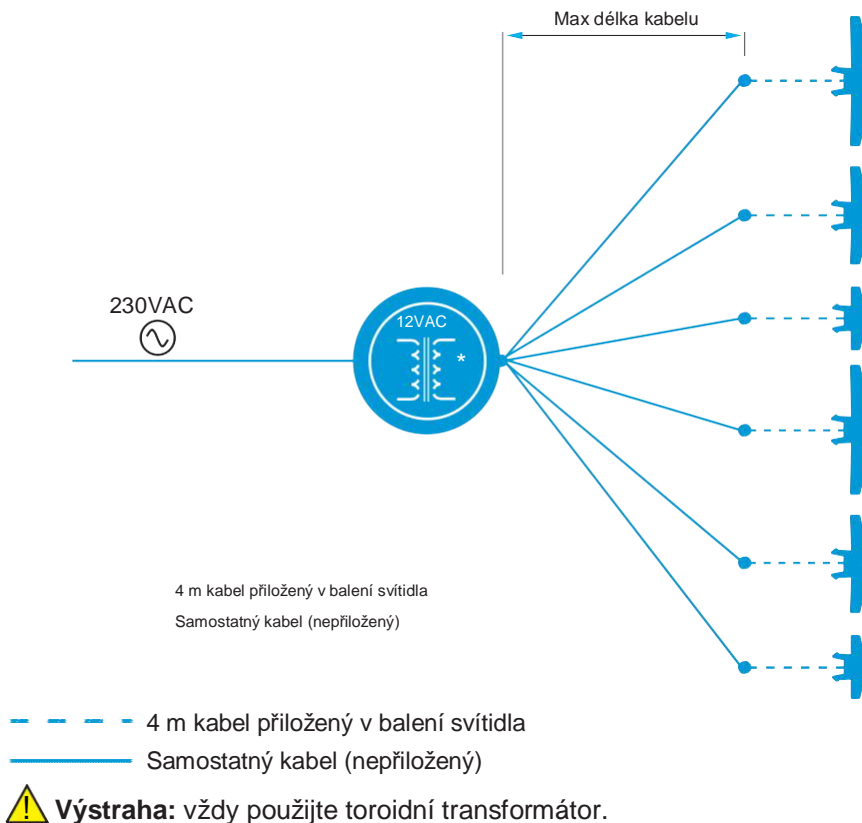 Max délka kabelu
230VAC
12VAC
*
4 m kabel přiložený v balení svítidla
Samostatný kabel (nepřiložený)
4 m kabel přiložený v balení svítidla
Samostatný kabel (nepřiložený)
! Výstraha: vždy použijte toroidní transformátor.